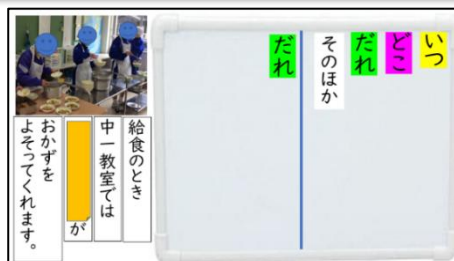 いつ
どこ
だれ
そのほか
だれ
給食のとき
中一教室では
が
おかずを
よそってくれます。